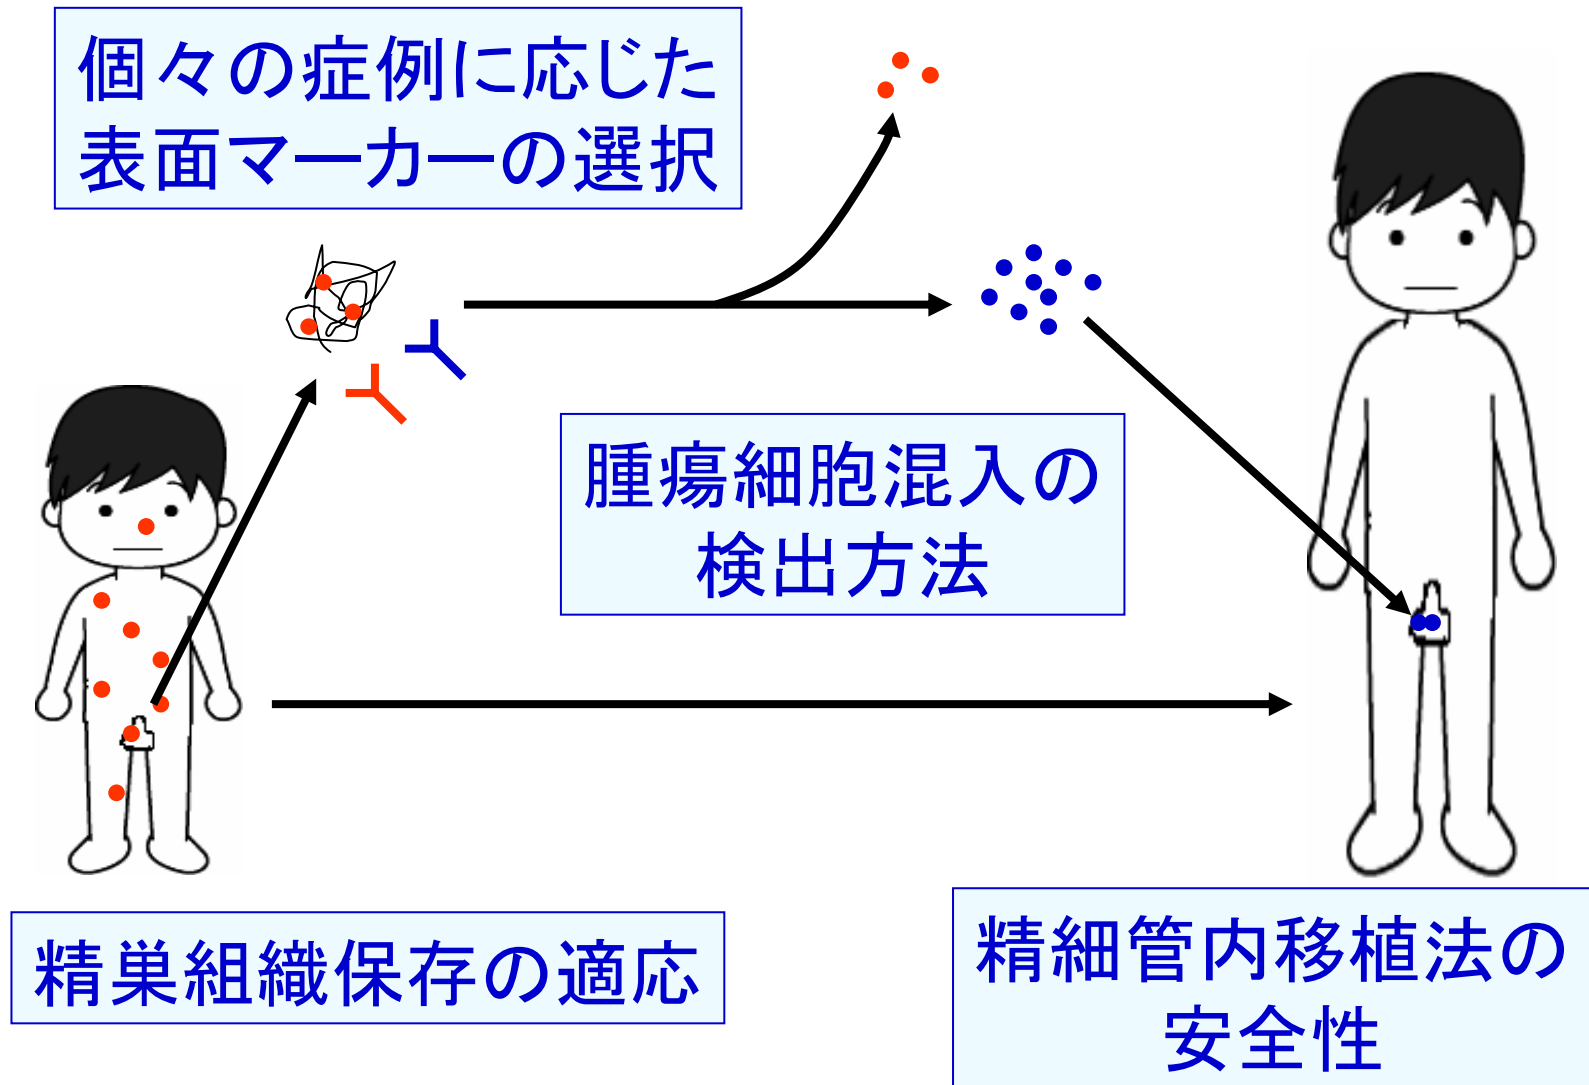 個々の症例に応じた
表面マーカーの選択
腫瘍細胞混入の
検出方法
精巣組織保存の適応
精細管内移植法の
安全性